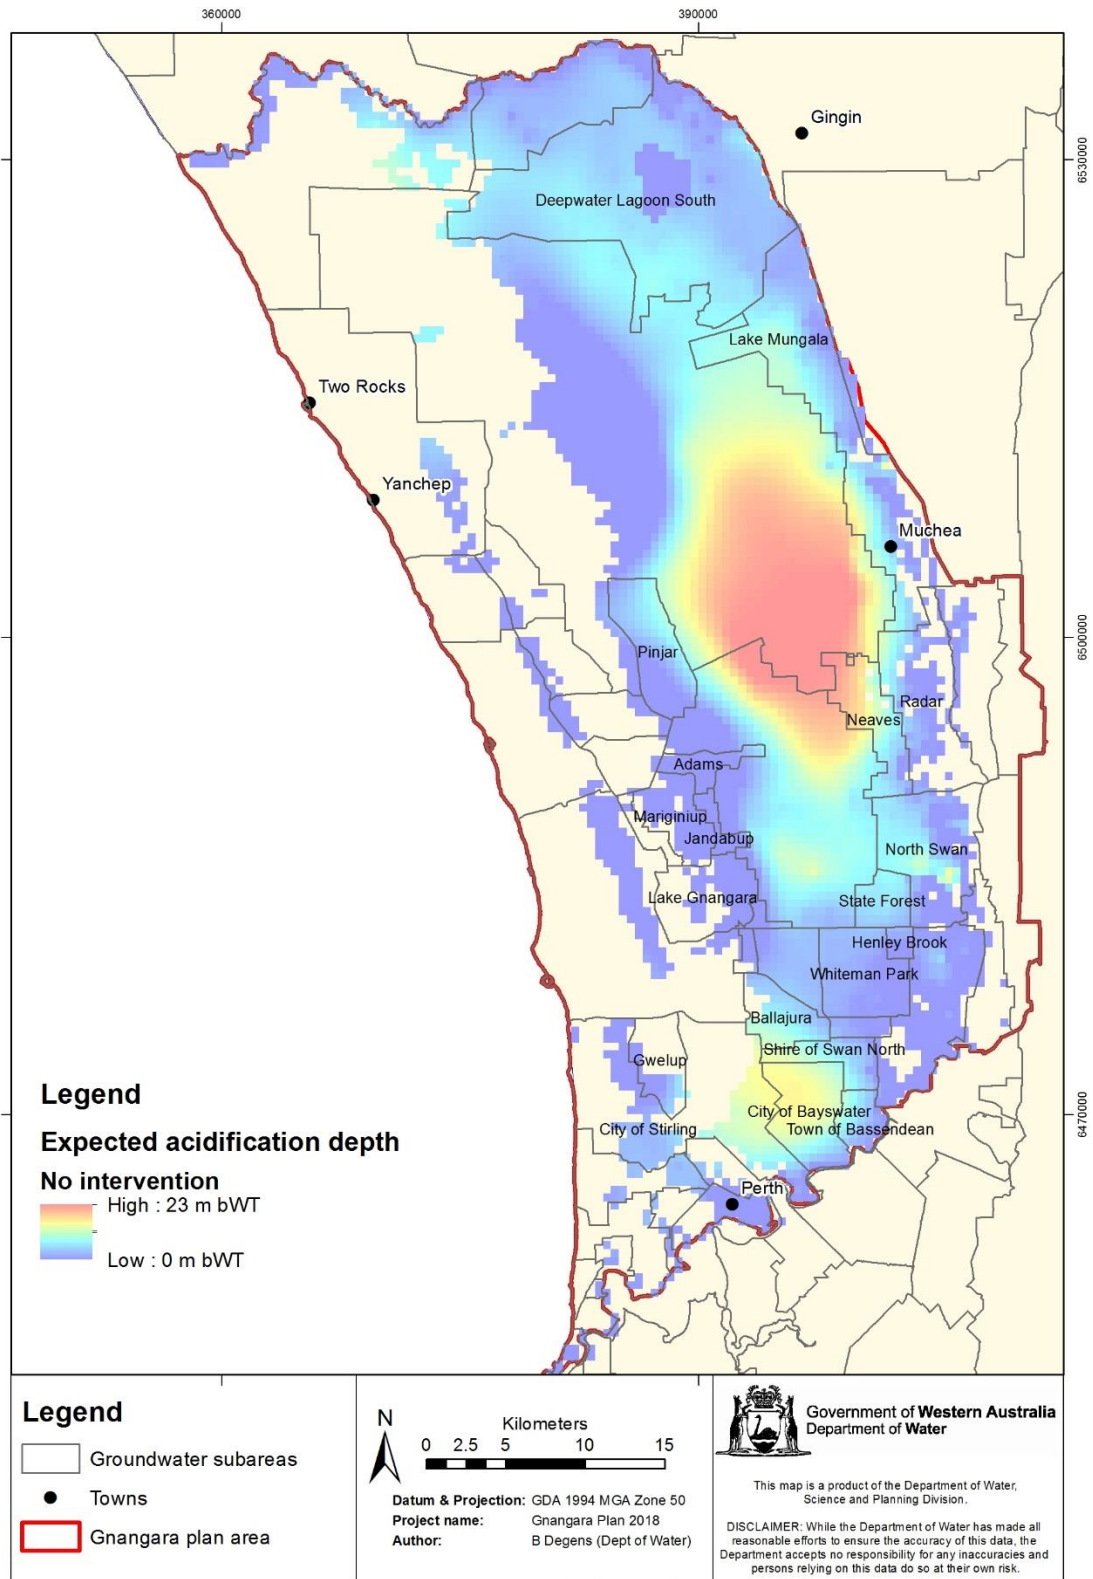 360000
390000
Gingin
6530000
Deepwater Lagoon South
Lake Mungala
Two Rocks
Yanchep
Muchea
6500000
Pinjar
Radar
Neaves
Adams
Mariginiup
Jandabup
North Swan
Lake Gnangara
State Forest
Henley Brook
Whiteman Park
Ballajura
Shire of Swan North
Gwelup
6470000
City of Bayswater
City of Stirling
Town of Bassendean
Perth
Legend
Expected acidification depth
No intervention
High : 23 m bWT
Low : 0 m bWT
Legend
Groundwater subareas
Towns
Gnangara plan area
N
Kilometers
0 2.5 5 10 15
Datum & Projection: GDA 1994 MGA Zone 50
Project name: Gnangara Plan 2018
Author: B Degens (Dept of Water)
Government of Western Australia
Department of Water
This map is a product of the Department of Water,
Science and Planning Division.
DISCLAIMER: While the Department of Water has made all
reasonable efforts to ensure the accuracy of this data, the
Department accepts no responsibility for any inaccuracies and
persons relying on this data do so at their own risk.